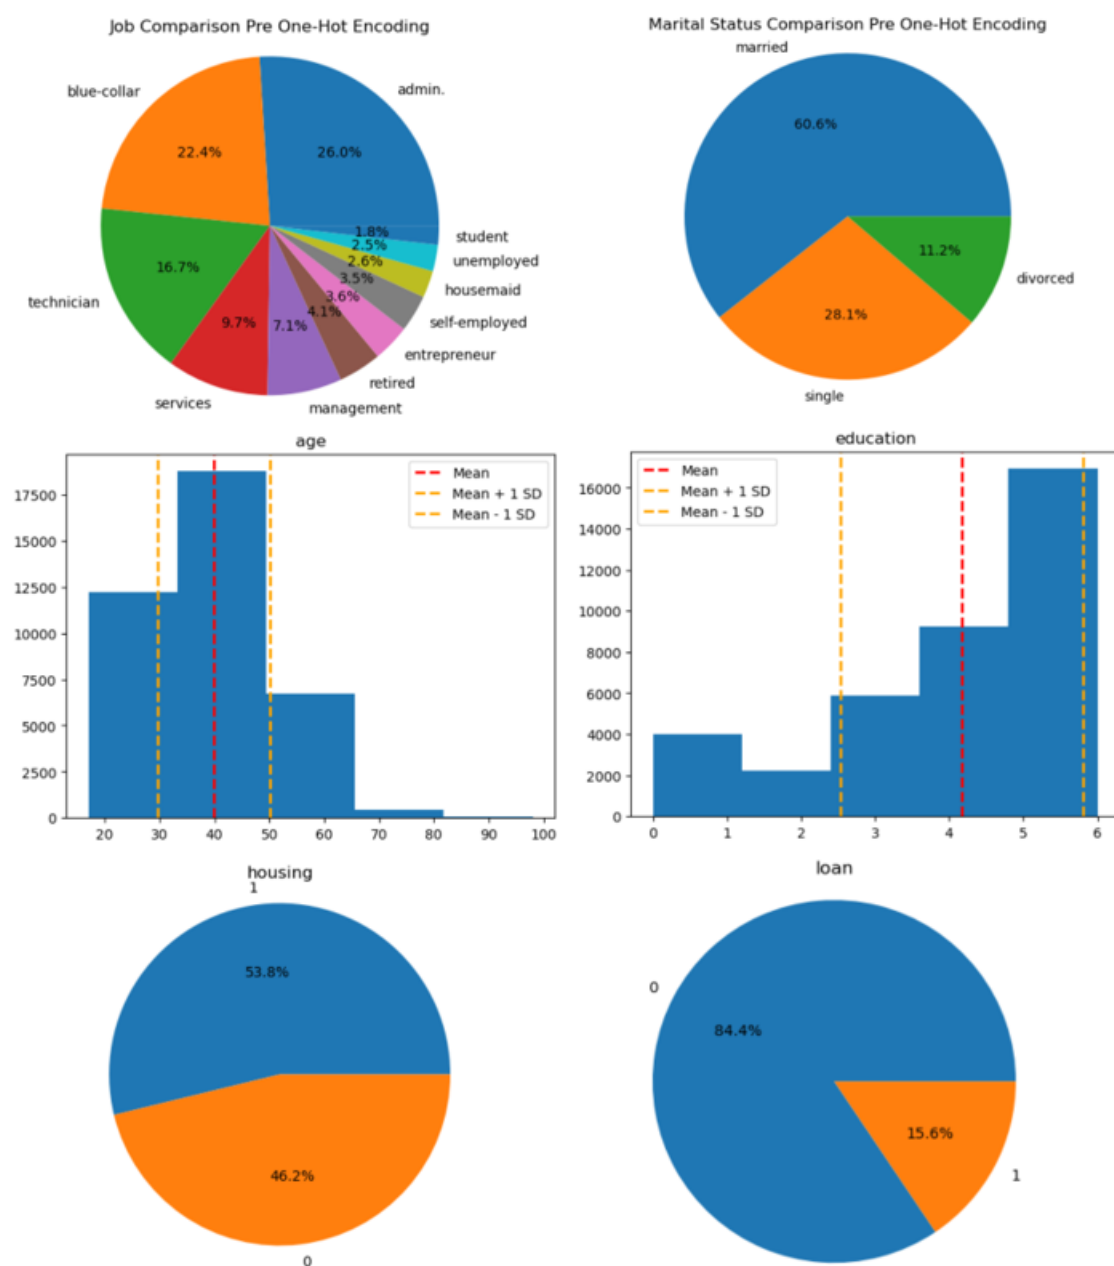 Job Comparison Pre One-Hot Encoding
blue-collar
admin.
22.4%
26.0%
1.8%
student
2.5%
unemployed
2.6%
housemaid
16.7%
3.5%
technician
3.6%
self-employed
4.1%
9.7%
7.1%
entrepreneur
retired
services
management
Marital Status Comparison Pre One-Hot Encoding
married
60.6%
11.2%
divorced
28.1%
single
age
Mean
Mean + 1 SD
Mean - 1 SD
17500
15000
12500
10000
7500
5000
2500
0
20 30 40 50 60 70 80 90 100
education
Mean
Mean + 1 SD
Mean - 1 SD
16000
14000
12000
10000
8000
6000
4000
2000
0
0 1 2 3 4 5 6
housing
1
53.8%
46.2%
0
loan
0
84.4%
15.6%
1